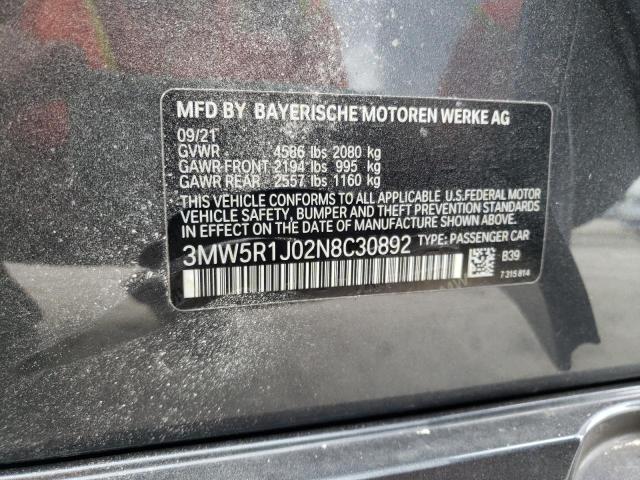 MFD BY BAYERISCHE MOTOREN WERKE AG
09/21
GVWR 4586 lbs 2080 kg
GAWR FRONT 2194 lbs 995 kg
GAWR REAR 2557 lbs 1160 kg
THIS VEHICLE CONFORMS TO ALL APPLICABLE U.S.FEDERAL MOTOR
VEHICLE SAFETY, BUMPER AND THEFT PREVENTION STANDARDS
IN EFFECT ON THE DATE OF MANUFACTURE SHOWN ABOVE.
3MW5R1J02N8C30892 TYPE: PASSENGER CAR
B39
7 315 814